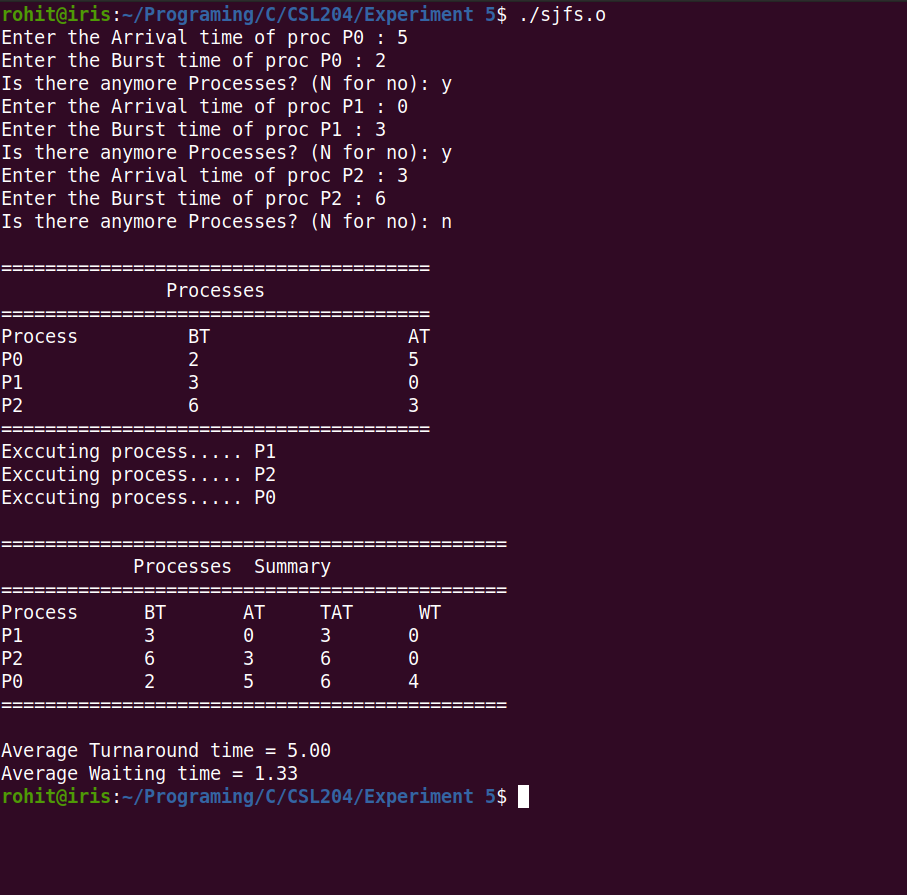 rohit@iris:~/Programing/C/CSL204/Experiment 5$ ./sjfs.o
Enter the Arrival time of proc P0 : 5
Enter the Burst time of proc P0 : 2
Is there anymore Processes? (N for no): y
Enter the Arrival time of proc P1 : 0
Enter the Burst time of proc P1 : 3
Is there anymore Processes? (N for no): y
Enter the Arrival time of proc P2 : 3
Enter the Burst time of proc P2 : 6
Is there anymore Processes? (N for no): n
=======================================
Processes
=======================================
Process BT AT
P0 2 5
P1 3 0
P2 6 3
=======================================
Exccuting process..... P1
Exccuting process..... P2
Exccuting process..... P0
==============================================
Processes  Summary
==============================================
Process BT AT TAT WT
P1 3 0 3 0
P2 6 3 6 0
P0 2 5 6 4
==============================================
Average Turnaround time = 5.00
Average Waiting time = 1.33
rohit@iris:~/Programing/C/CSL204/Experiment 5$